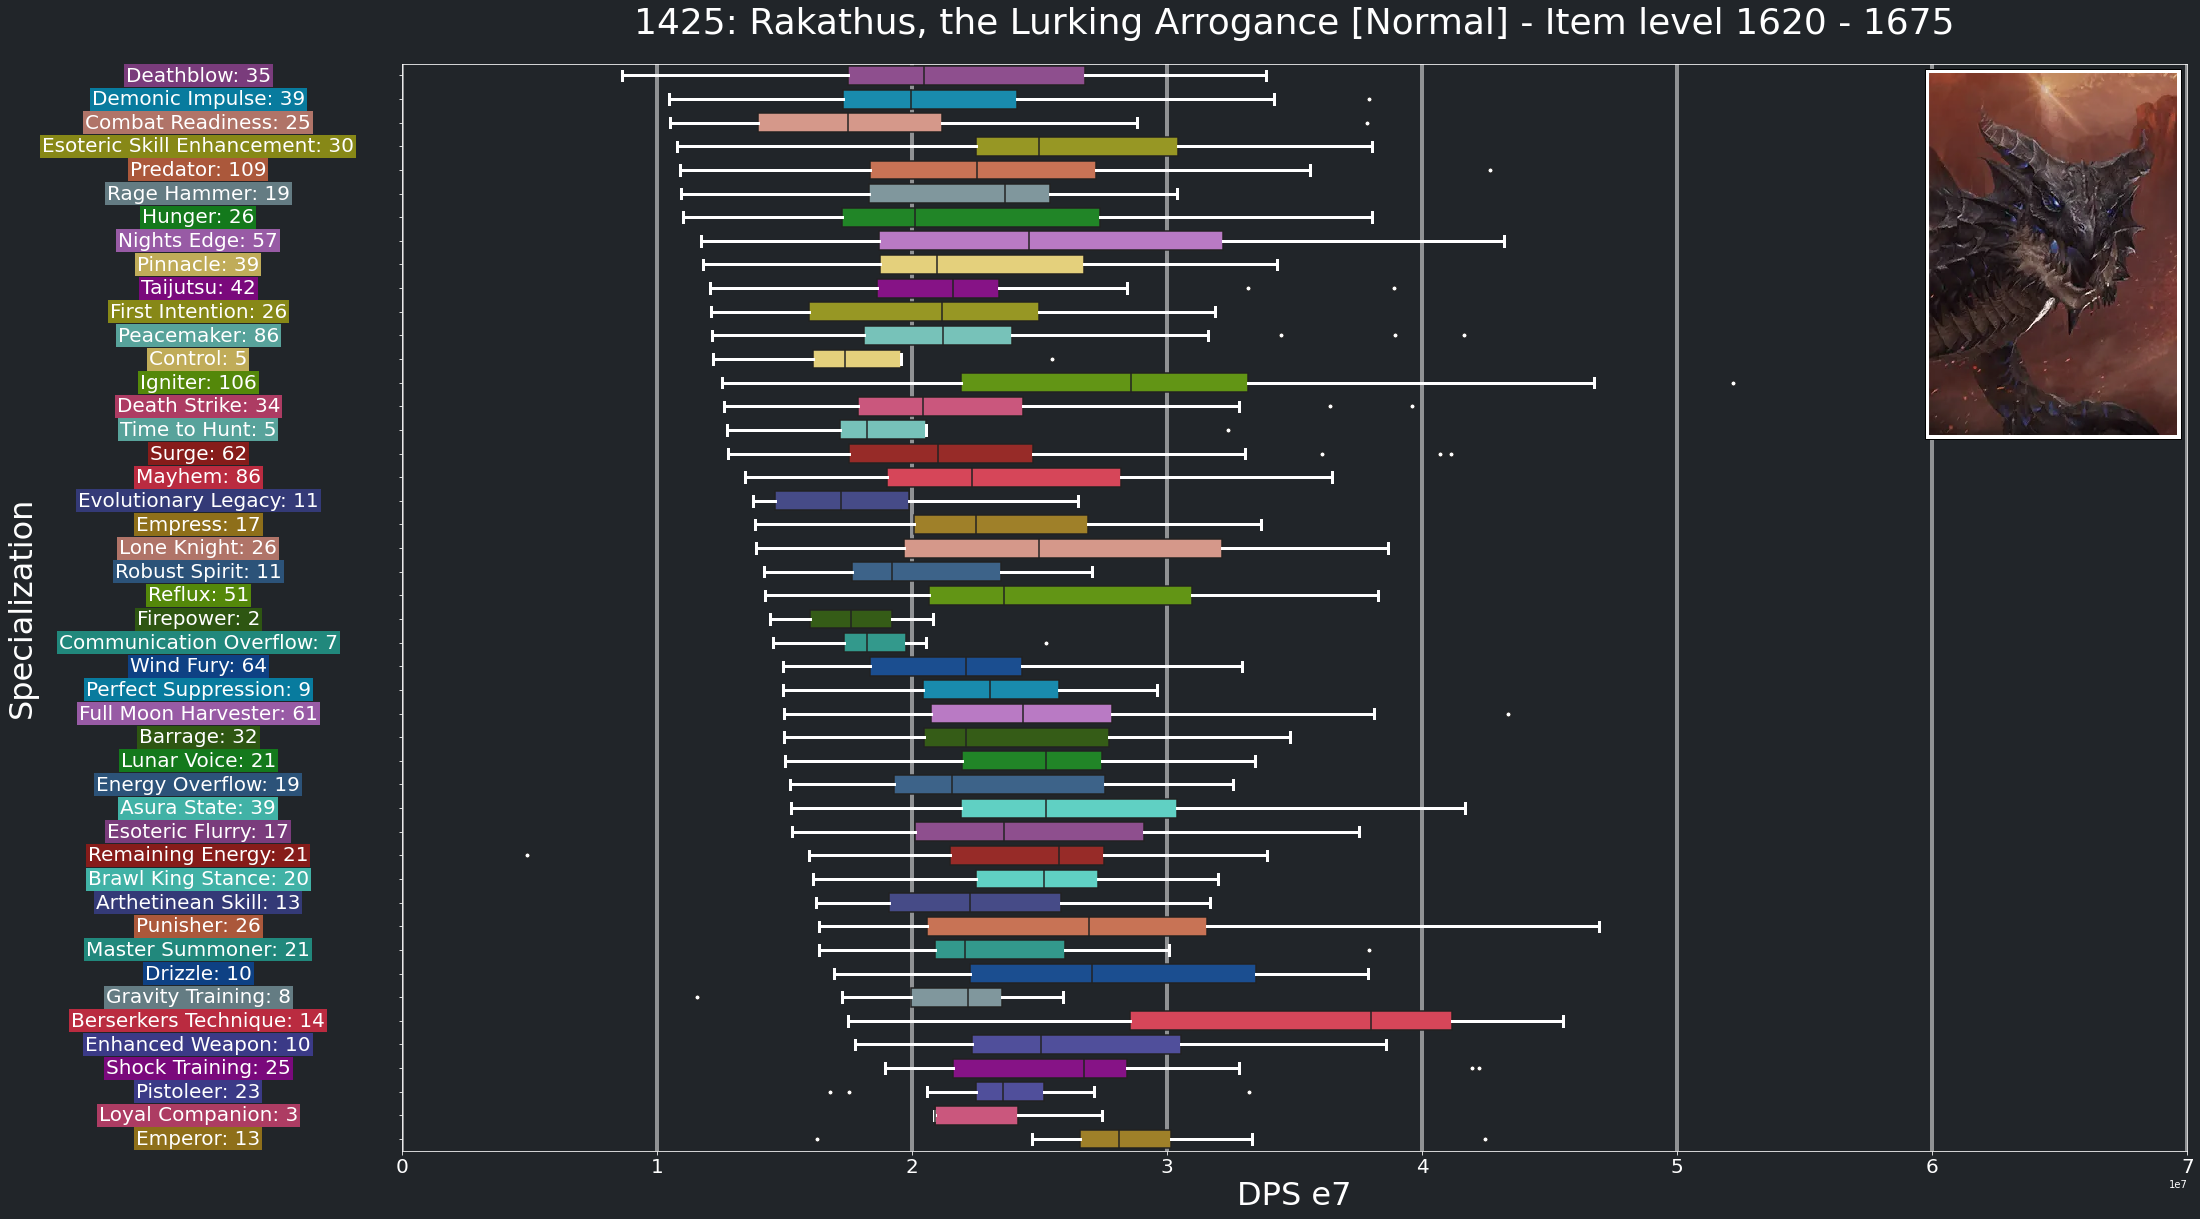 1425: Rakathus, the Lurking Arrogance [Normal] - Item level 1620 - 1675
Specialization
Deathblow: 35
Demonic Impulse: 39
Combat Readiness: 25
Esoteric Skill Enhancement: 30
Predator: 109
Rage Hammer: 19
Hunger: 26
Nights Edge: 57
Pinnacle: 39
Taijutsu: 42
First Intention: 26
Peacemaker: 86
Control: 5
Igniter: 106
Death Strike: 34
Time to Hunt: 5
Surge: 62
Mayhem: 86
Evolutionary Legacy: 11
Empress: 17
Lone Knight: 26
Robust Spirit: 11
Reflux: 51
Firepower: 2
Communication Overflow: 7
Wind Fury: 64
Perfect Suppression: 9
Full Moon Harvester: 61
Barrage: 32
Lunar Voice: 21
Energy Overflow: 19
Asura State: 39
Esoteric Flurry: 17
Remaining Energy: 21
Brawl King Stance: 20
Arthetinean Skill: 13
Punisher: 26
Master Summoner: 21
Drizzle: 10
Gravity Training: 8
Berserkers Technique: 14
Enhanced Weapon: 10
Shock Training: 25
Pistoleer: 23
Loyal Companion: 3
Emperor: 13
0 1 2 3 4 5 6 7
1e7
DPS e7